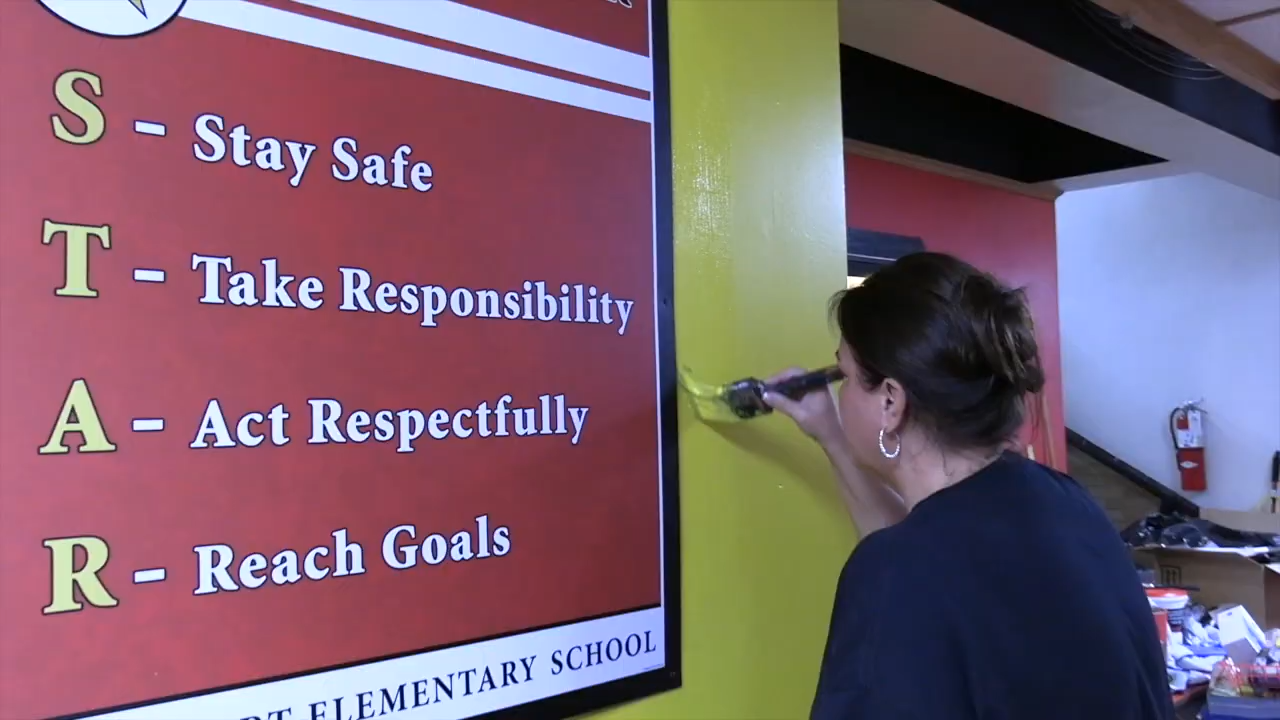 S – Stay Safe
T – Take Responsibility
A – Act Respectfully
R – Reach Goals
ELEMENTARY SCHOOL